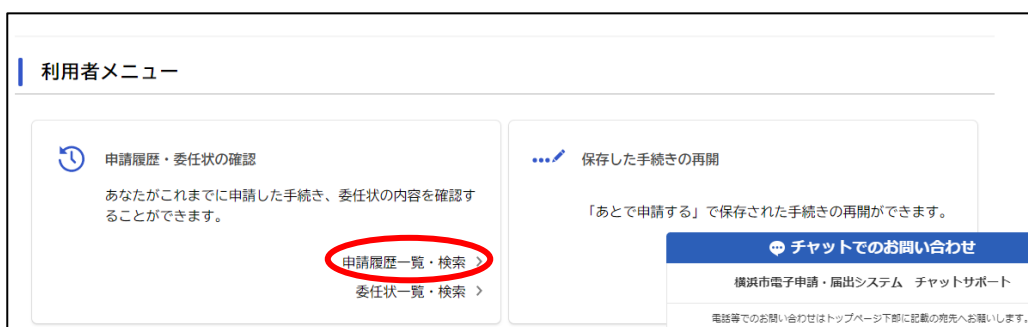 利用者メニュー
申請履歴・委任状の確認
あなたがこれまでに申請した手続き、委任状の内容を確認す
ることができます。
申請履歴一覧・検索
委任状一覧・検索
保存した手続きの再開
「あとで申請する」で保存された手続きの再開ができます。
チャットでのお問い合わせ
横浜市電子申請・届出システム　チャットサポート
電話等でのお問い合わせはトップページ下部に記載の宛先へお願いします。